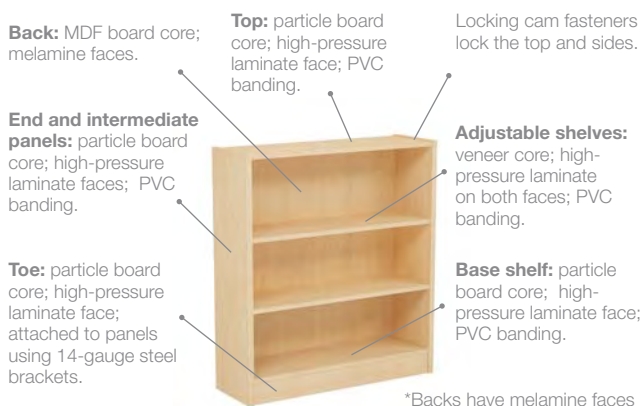 Back: MDF board core;
melamine faces.
Top: particle board
core; high-pressure
laminate face; PVC
banding.
Locking cam fasteners
lock the top and sides.
End and intermediate
panels: particle board
core; high-pressure
laminate faces; PVC
banding.
Adjustable shelves:
veneer core; high-
pressure laminate
on both faces; PVC
banding.
Toe: particle board
core; high-pressure
laminate face;
attached to panels
using 14-gauge steel
brackets.
Base shelf: particle
board core; high-
pressure laminate face;
PVC banding.
*Backs have melamine faces